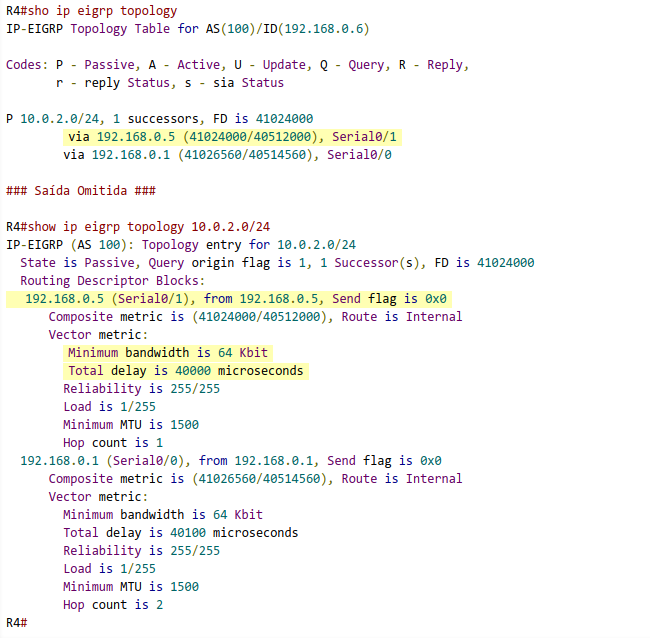 R4#sho ip eigrp topology
IP-EIGRP Topology Table for AS(100)/ID(192.168.0.6)
Codes: P - Passive, A - Active, U - Update, Q - Query, R - Reply,
r - reply Status, s - sia Status
P 10.0.2.0/24, 1 successors, FD is 41024000
via 192.168.0.5 (41024000/40512000), Serial0/1
via 192.168.0.1 (41026560/40514560), Serial0/0
### Saída Omitida ###
R4#show ip eigrp topology 10.0.2.0/24
IP-EIGRP (AS 100): Topology entry for 10.0.2.0/24
State is Passive, Query origin flag is 1, 1 Successor(s), FD is 41024000
Routing Descriptor Blocks:
192.168.0.5 (Serial0/1), from 192.168.0.5, Send flag is 0x0
Composite metric is (41024000/40512000), Route is Internal
Vector metric:
Minimum bandwidth is 64 Kbit
Total delay is 40000 microseconds
Reliability is 255/255
Load is 1/255
Minimum MTU is 1500
Hop count is 1
192.168.0.1 (Serial0/0), from 192.168.0.1, Send flag is 0x0
Composite metric is (41026560/40514560), Route is Internal
Vector metric:
Minimum bandwidth is 64 Kbit
Total delay is 40100 microseconds
Reliability is 255/255
Load is 1/255
Minimum MTU is 1500
Hop count is 2
R4#